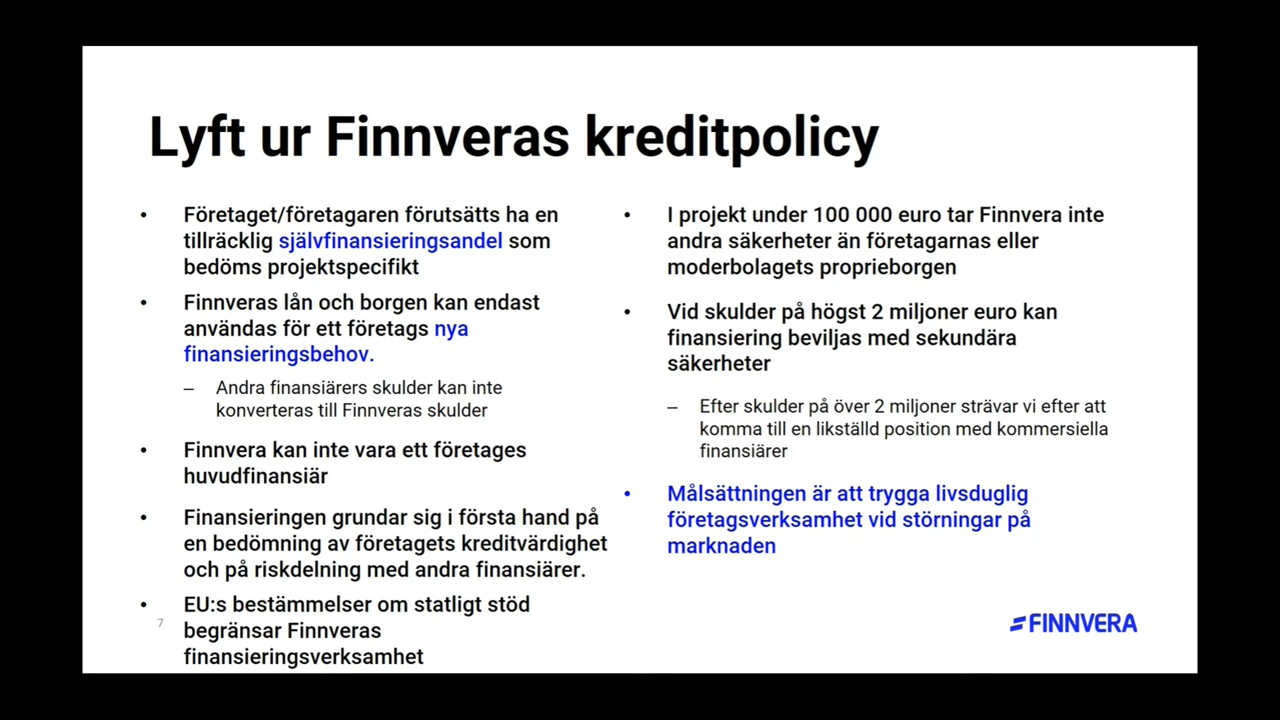 Lyft ur Finnveras kreditpolicy
• Företaget/företagaren förutsätts ha en
tillräcklig självfinansieringsandel som
bedöms projektspecifikt
• Finnveras lån och borgen kan endast
användas för ett företags nya
finansieringsbehov.
– Andra finansiärers skulder kan inte
konverteras till Finnveras skulder
• Finnvera kan inte vara ett företages
huvudfinansiär
• Finansieringen grundar sig i första hand på
en bedömning av företagets kreditvärdighet
och på riskdelning med andra finansiärer.
• EU:s bestämmelser om statligt stöd
begränsar Finnveras
finansieringsverksamhet
• I projekt under 100 000 euro tar Finnvera inte
andra säkerheter än företagarnas eller
moderbolagets proprieborgen
• Vid skulder på högst 2 miljoner euro kan
finansiering beviljas med sekundära
säkerheter
– Efter skulder på över 2 miljoner strävar vi efter att
komma till en likställd position med kommersiella
finansiärer
• Målsättningen är att trygga livsduglig
företagsverksamhet vid störningar på
marknaden
7
FINNVERA